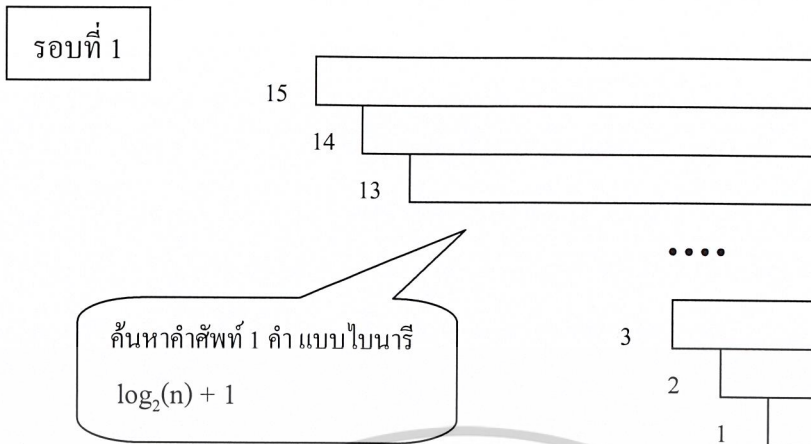 รอบที่ 1
15
14
13
....
ค้นหาคำศัพท์ 1 คำ แบบไบนารี
log₂(n) + 1
3
2
1